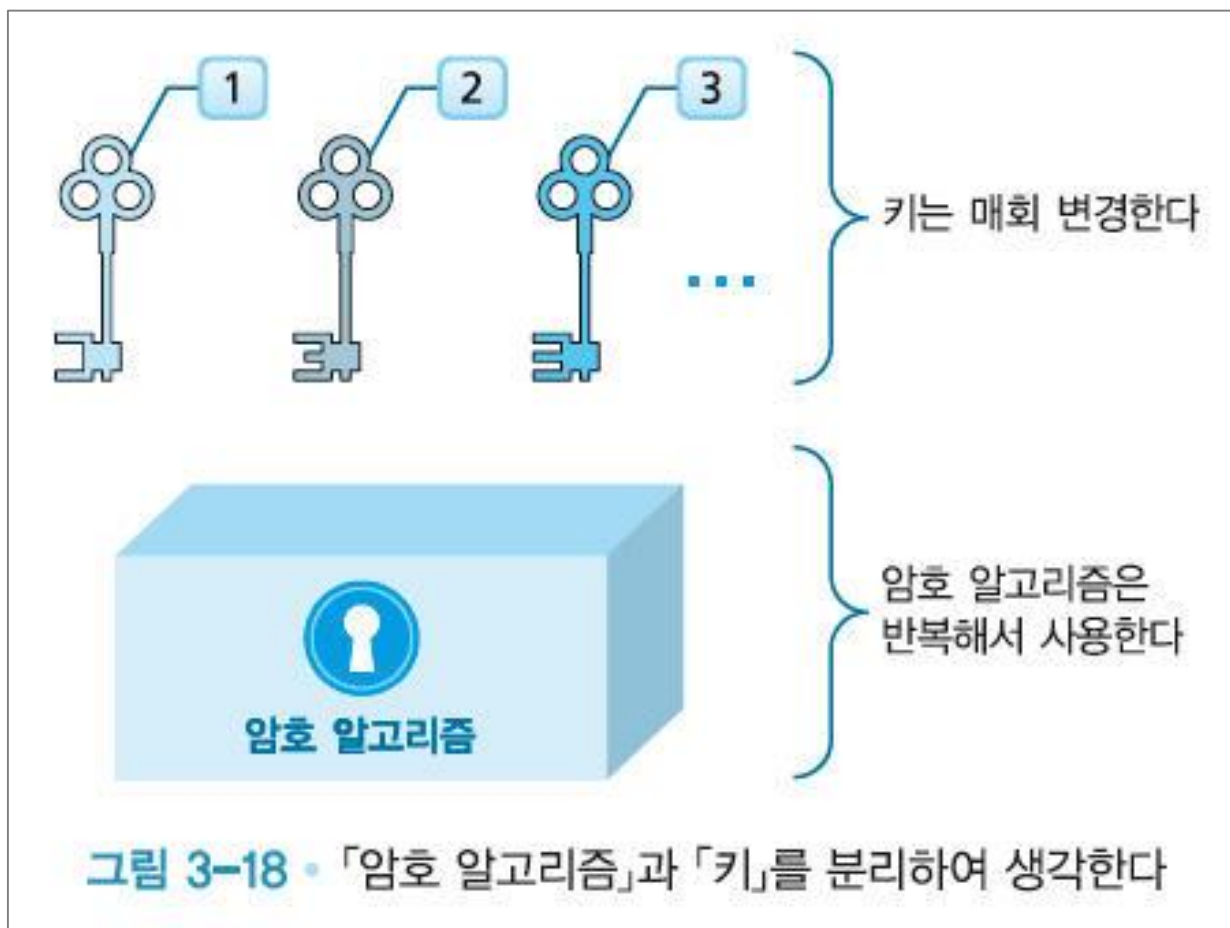 1
2
3
키는 매회 변경한다
암호 알고리즘은
반복해서 사용한다
암호 알고리즘
그림 3-18 • 「암호 알고리즘」과 「키」를 분리하여 생각한다